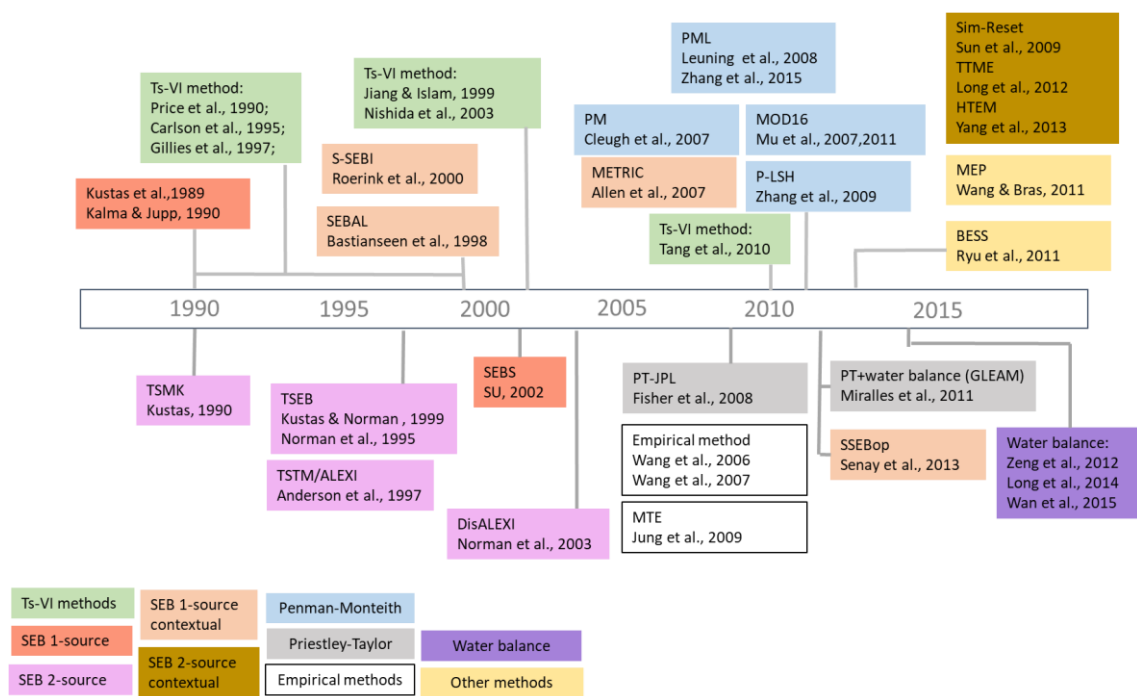 PML
Leuning et al., 2008
Zhang et al., 2015
Sim-Reset
Sun et al., 2009
TTME
Long et al., 2012
HTEM
Yang et al., 2013
Ts-VI method:
Price et al., 1990;
Carlson et al., 1995;
Gillies et al., 1997;
Ts-VI method:
Jiang & Islam, 1999
Nishida et al., 2003
PM
Cleugh et al., 2007
MOD16
Mu et al., 2007,2011
S-SEBI
Roerink et al., 2000
METRIC
Allen et al., 2007
P-LSH
Zhang et al., 2009
MEP
Wang & Bras, 2011
Kustas et al.,1989
Kalma & Jupp, 1990
SEBAL
Bastianseen et al., 1998
Ts-VI method:
Tang et al., 2010
BESS
Ryu et al., 2011
1990 1995 2000 2005 2010 2015
TSMK
Kustas, 1990
TSEB
Kustas & Norman , 1999
Norman et al., 1995
SEBS
SU, 2002
PT-JPL
Fisher et al., 2008
PT+water balance (GLEAM)
Miralles et al., 2011
Empirical method
Wang et al., 2006
Wang et al., 2007
SSEBop
Senay et al., 2013
Water balance:
Zeng et al., 2012
Long et al., 2014
Wan et al., 2015
TSTM/ALEXI
Anderson et al., 1997
DisALEXI
Norman et al., 2003
MTE
Jung et al., 2009
Ts-VI methods
SEB 1-source
SEB 2-source
SEB 1-source
contextual
SEB 2-source
contextual
Penman-Monteith
Priestley-Taylor
Empirical methods
Water balance
Other methods